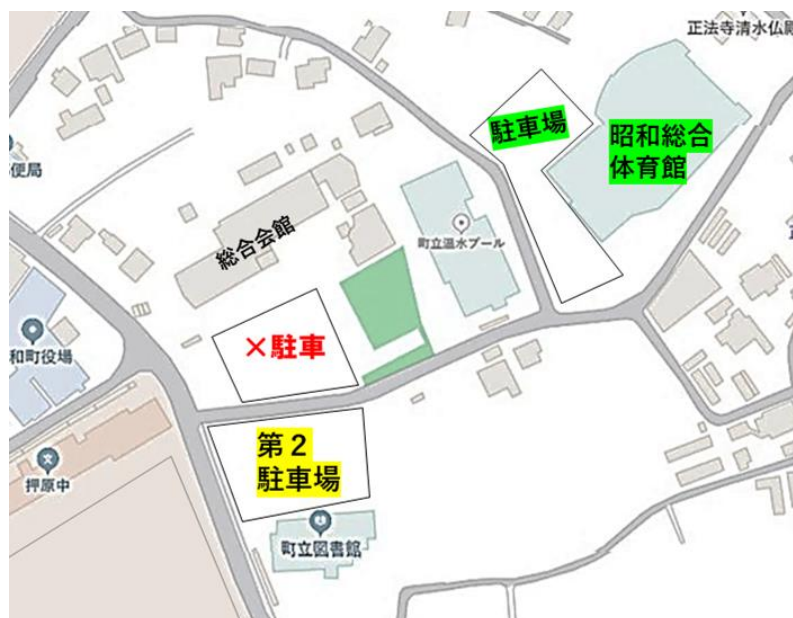 正法寺清水仏殿
駐車場
昭和総合
体育館
便局
総合会館
町立温水プール
×駐車
和町役場
第2
駐車場
押原中
町立図書館